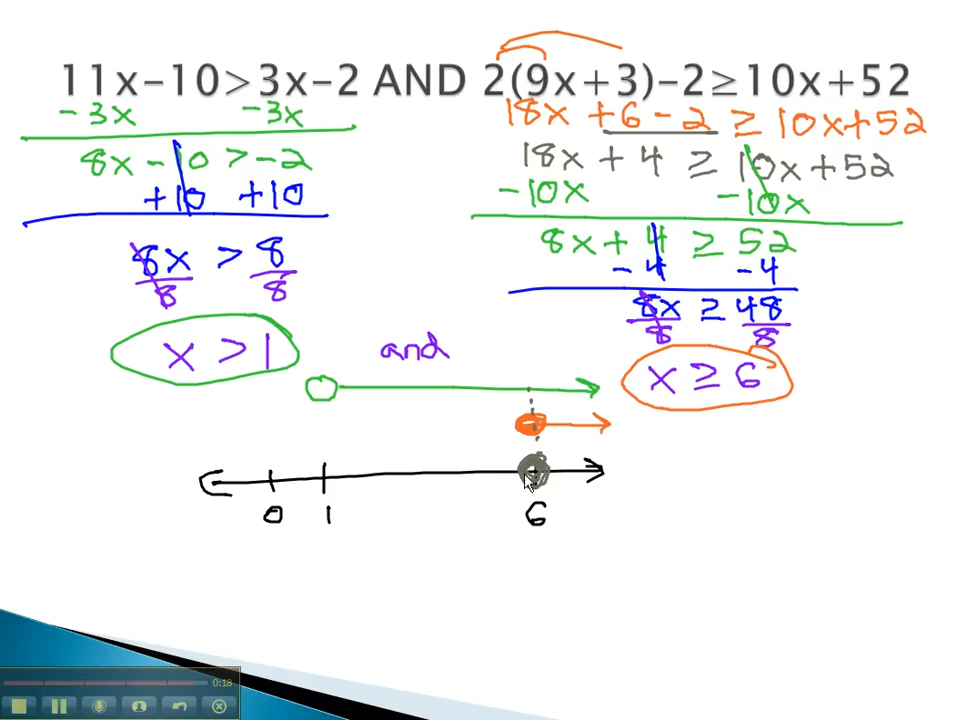 11x−10>3x−2 AND 2(9x+3)−2≥10x+52
−3x −3x
18x +6 − 2 ≥ 10x+52
8x − 10 > −2
18x + 4 ≥ 10x+52
+10 +10
−10x −10x
8x > 8
8 8
8x + 4 ≥ 52
−4 −4
8x ≥ 48
8 8
x > 1 and x ≥ 6
0 1 6
0:18